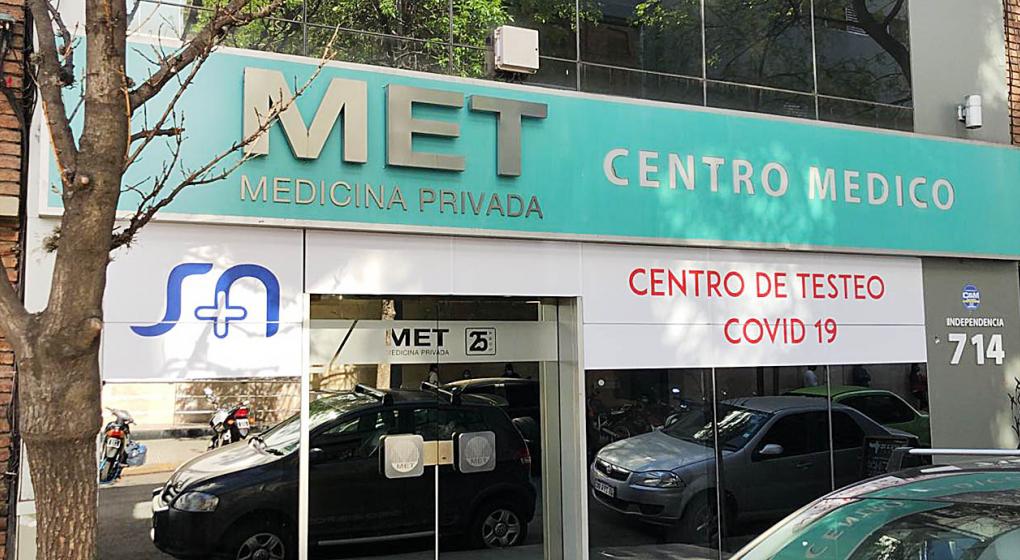 MET
MEDICINA PRIVADA
CENTRO MEDICO
s+n
CENTRO DE TESTEO
COVID 19
C&M
INDEPENDENCIA
714
MET
MEDICINA PRIVADA
25
MET
MET